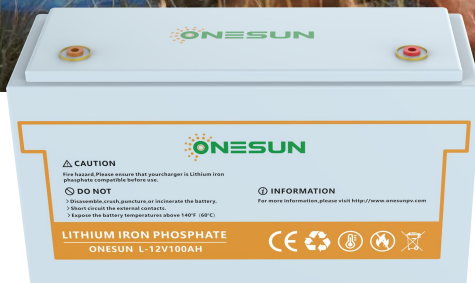 ONESUN
ONESUN
CAUTION
Fire hazard,Please ensure that yourcharger is Lithium iron
phosphate compatible before use.
DO NOT
> Disasemble,crush,puncture,or incinerate the battery.
> Short circuit the external contacts.
> Expose the battery temperatures above 140°F (60°C)
INFORMATION
For more information,please visit http://www.onesunpv.com
LITHIUM IRON PHOSPHATE
ONESUN L-12V100AH
CE